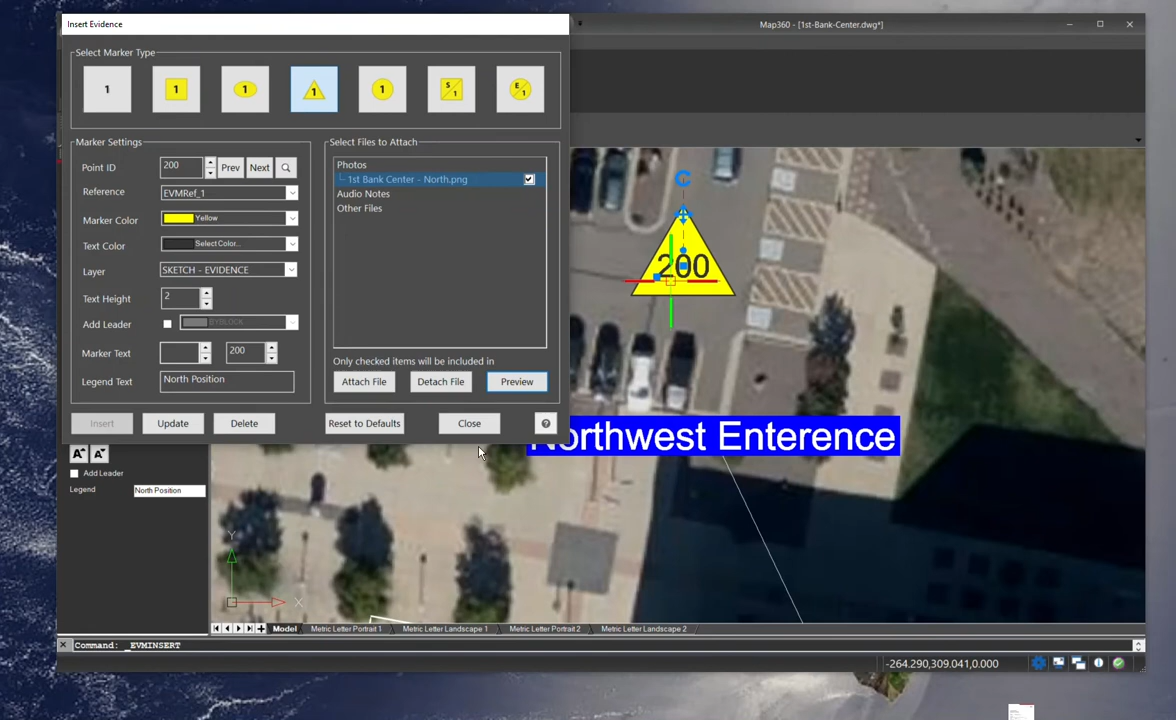 Insert Evidence
Map360 - [1st-Bank-Center.dwg*]
Select Marker Type
1 1 1 1 1 S/1 E/1
Marker Settings
Point ID 200 Prev Next
Reference EVMRef_1
Marker Color Yellow
Text Color Select Color...
Layer SKETCH - EVIDENCE
Text Height 2
Add Leader BYBLOCK
Marker Text 200
Legend Text North Position
Select Files to Attach
Photos
1st Bank Center - North.png
Audio Notes
Other Files
Only checked items will be included in
Attach File Detach File Preview
Insert Update Delete Reset to Defaults Close ?
C
200
Northwest Enterence
A A
Add Leader
Legend North Position
Y
X
Model Metric Letter Portrait 1 Metric Letter Landscape 1 Metric Letter Portrait 2 Metric Letter Landscape 2
Command: _EVMINSERT
-264.290,309.041,0.000